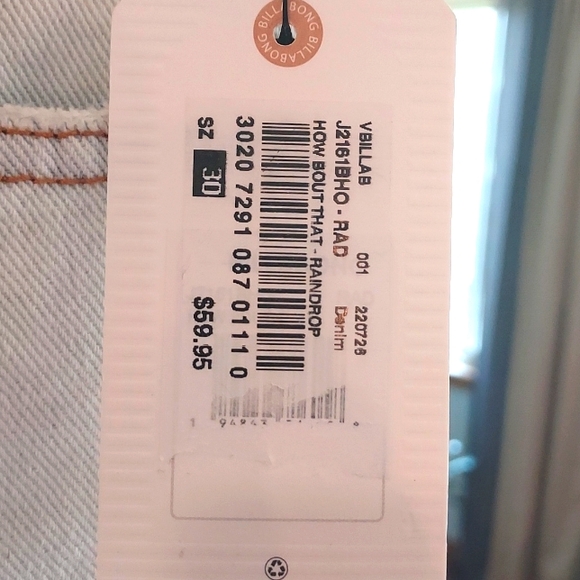 BILLABONG BILLABONG
VBILLAB 001 220726
J2161BHO - RAD Denim
HOW BOUT THAT - RAINDROP
3020 7291 087 0111 0
SZ 30 $59.95
1